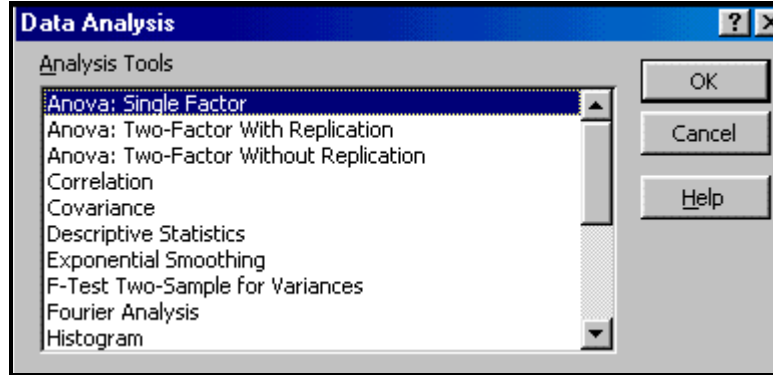 Data Analysis
Analysis Tools
Anova: Single Factor
Anova: Two-Factor With Replication
Anova: Two-Factor Without Replication
Correlation
Covariance
Descriptive Statistics
Exponential Smoothing
F-Test Two-Sample for Variances
Fourier Analysis
Histogram
OK
Cancel
Help